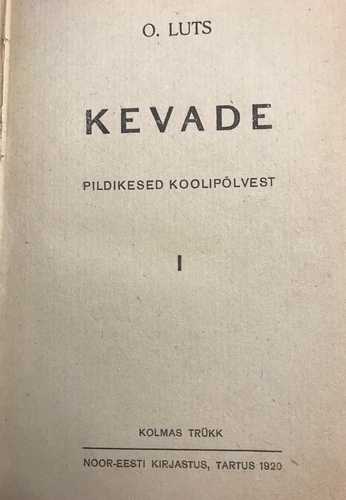 O. LUTS
KEVADE
PILDIKESED KOOLIPÕLVEST
I
KOLMAS TRÜKK
NOOR-EESTI KIRJASTUS, TARTUS 1920